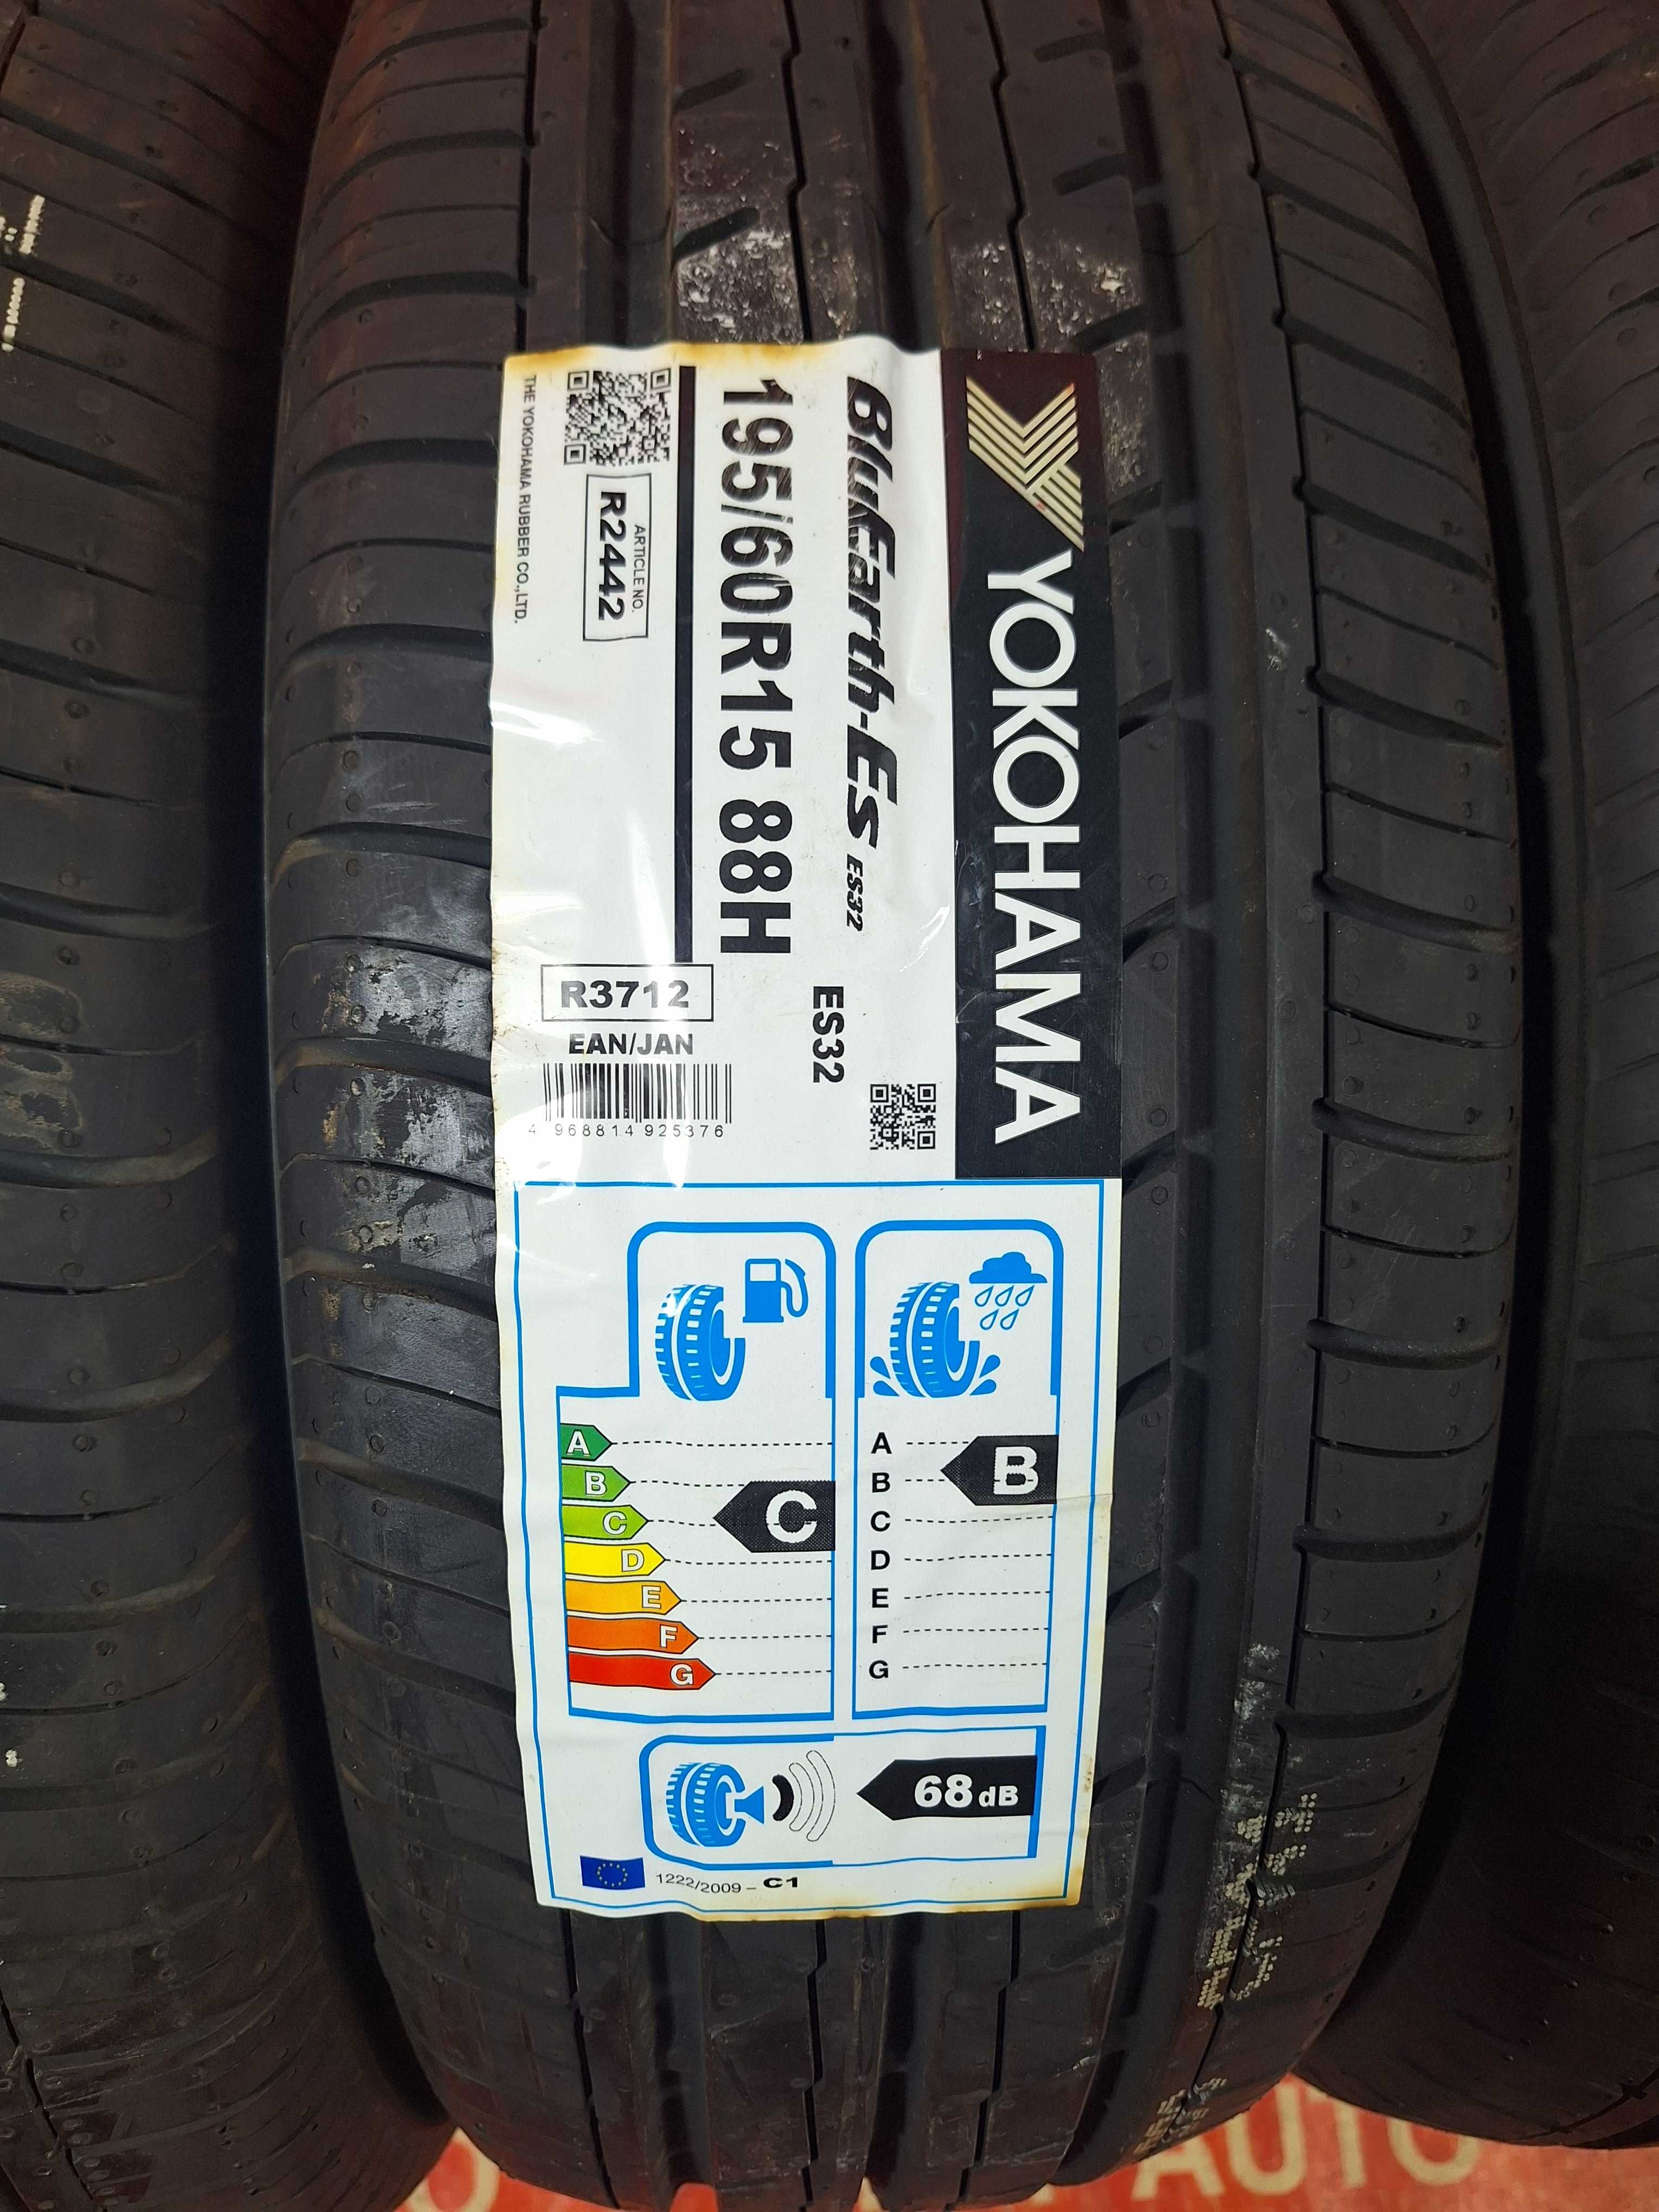 YOKOHAMA
BluEarth-Es ES32
ES32
195/60R15 88H
ARTICLE NO.
R2442
THE YOKOHAMA RUBBER CO.,LTD.
R3712
EAN/JAN
4 968814 925376
A
B
C
D
E
F
G
C
A
B
C
D
E
F
G
B
68 dB
1222/2009 – C1
AUTO